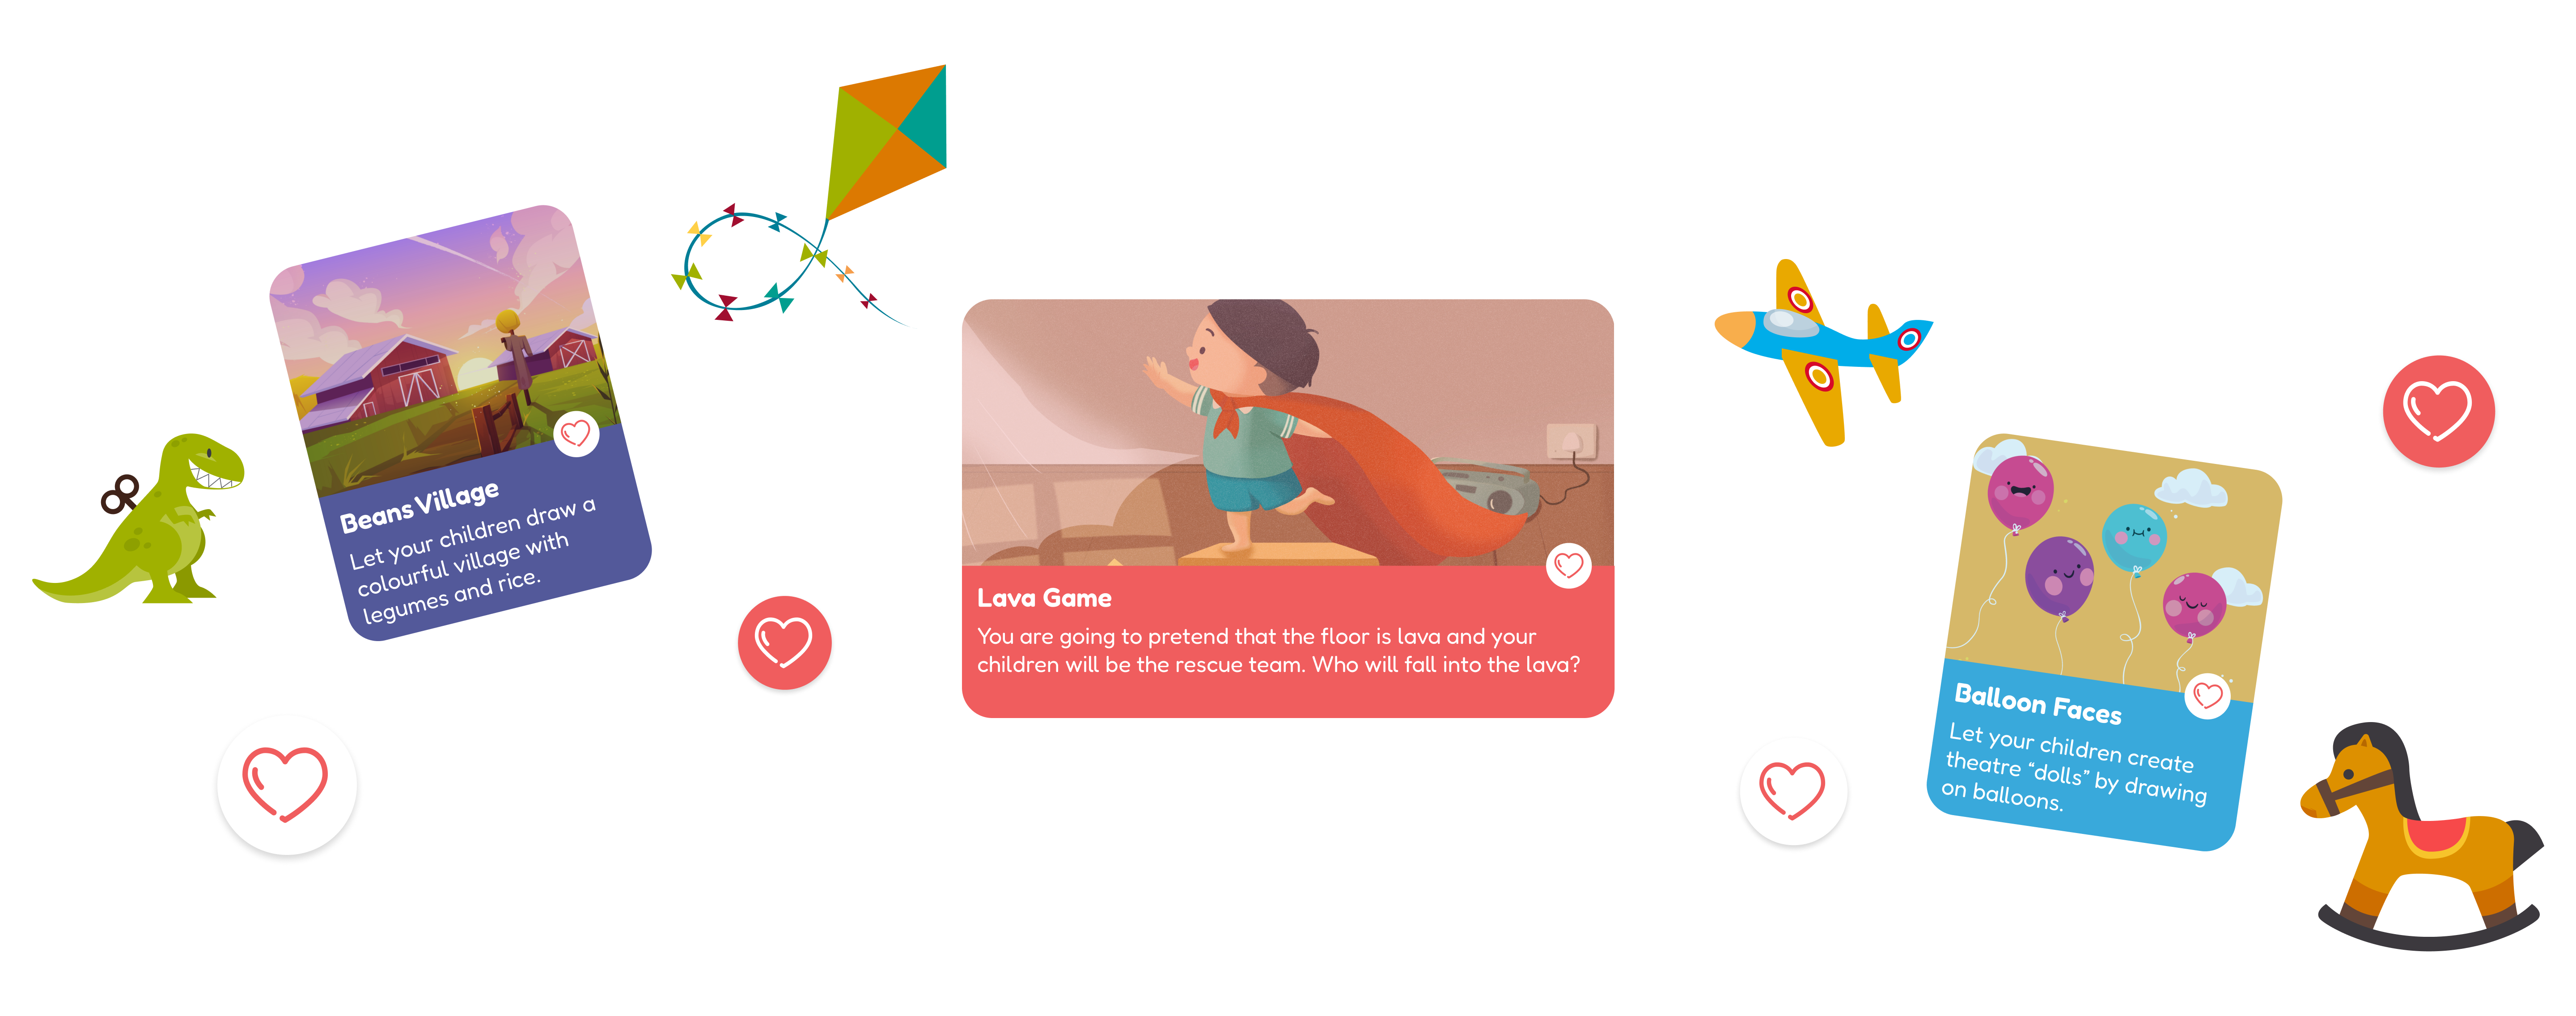 Beans Village
Let your children draw a
colourful village with
legumes and rice.
Lava Game
You are going to pretend that the floor is lava and your
children will be the rescue team. Who will fall into the lava?
Balloon Faces
Let your children create
theatre “dolls” by drawing
on balloons.